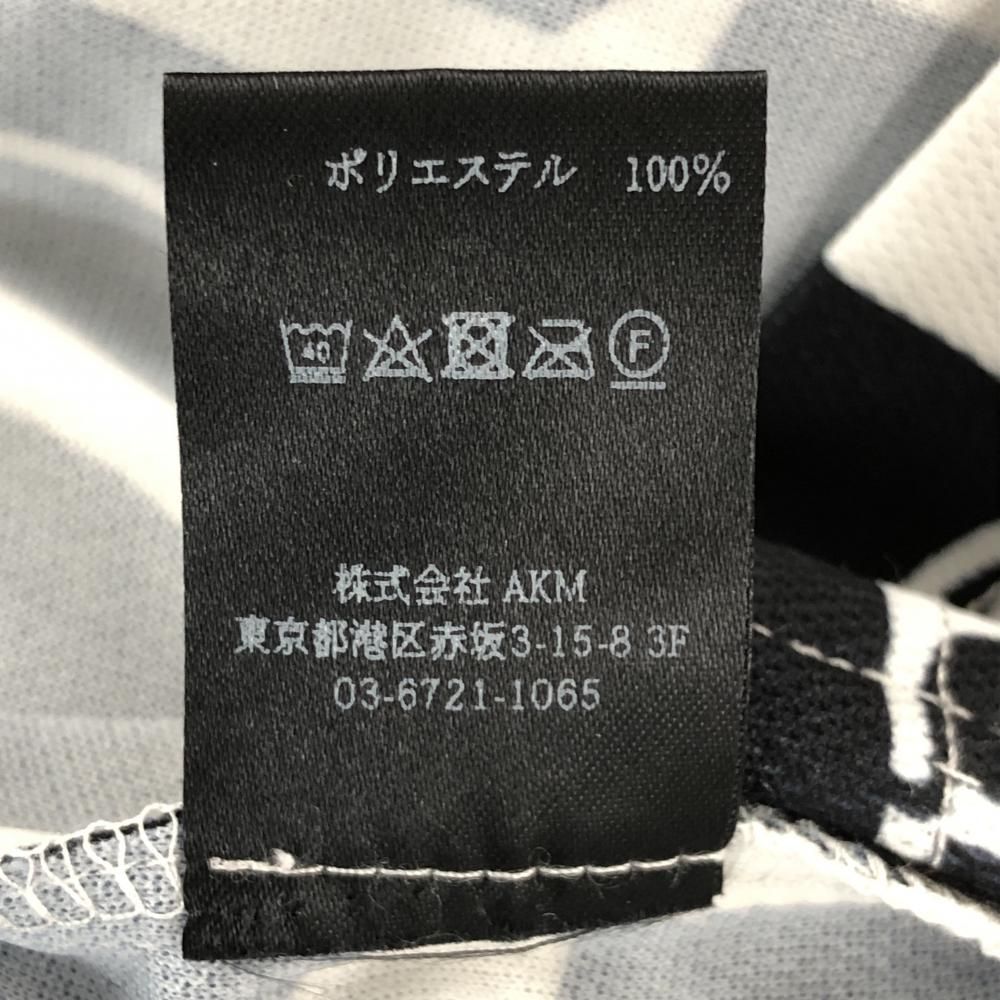 ポリエステル 100%
40 F
株式会社 AKM
東京都港区赤坂3-15-8 3F
03-6721-1065